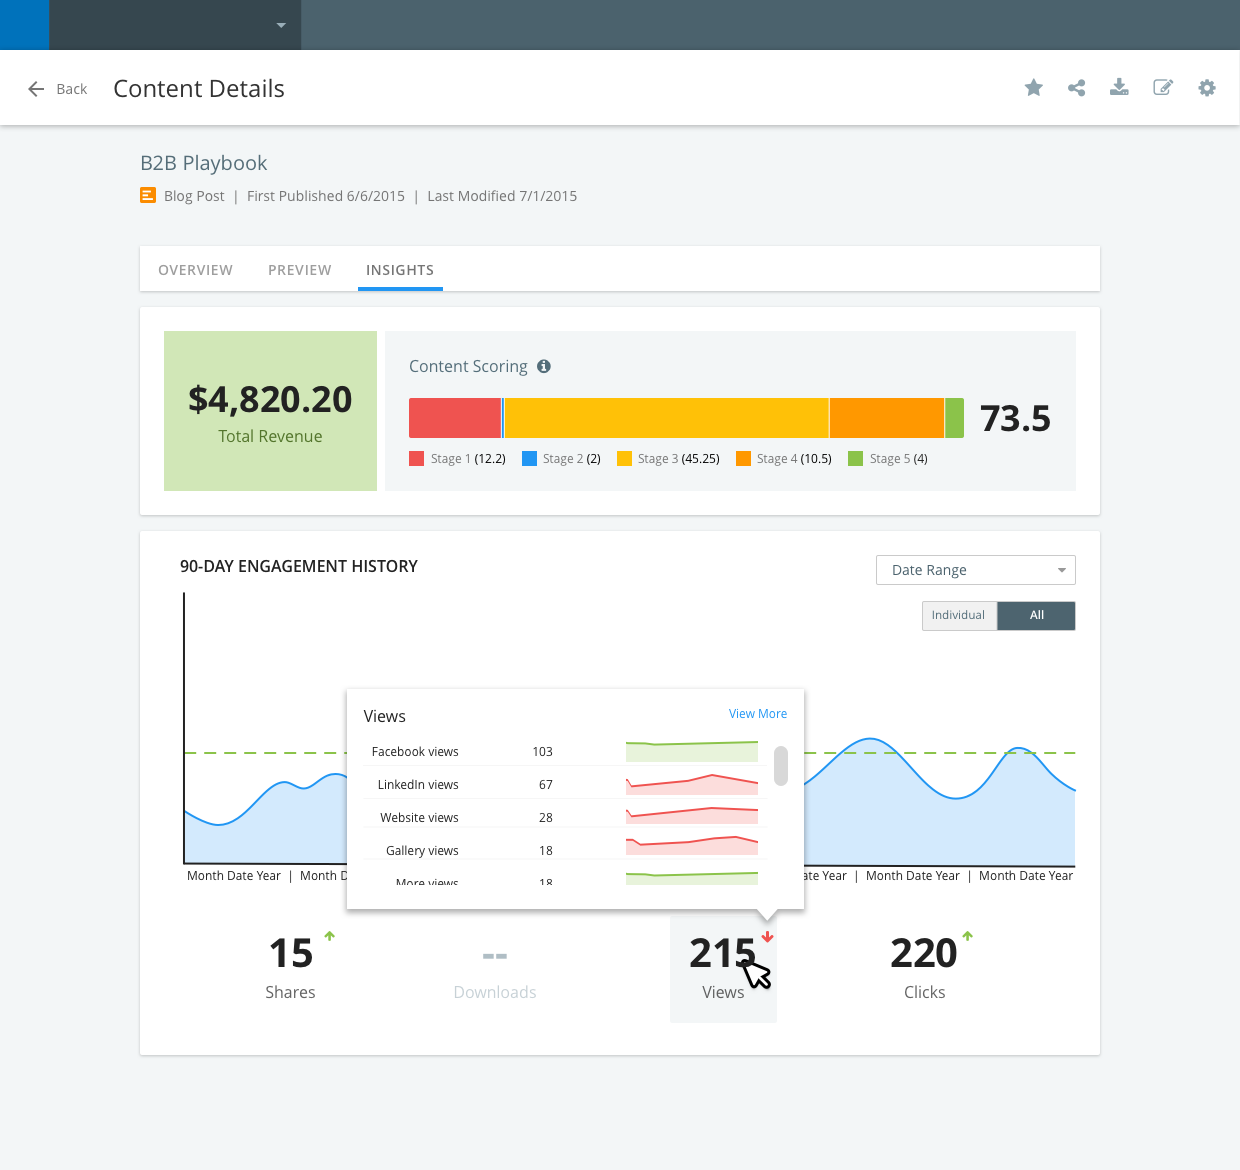 Back
Content Details
B2B Playbook
Blog Post | First Published 6/6/2015 | Last Modified 7/1/2015
OVERVIEW PREVIEW INSIGHTS
$4,820.20
Total Revenue
Content Scoring
73.5
Stage 1 (12.2) Stage 2 (2) Stage 3 (45.25) Stage 4 (10.5) Stage 5 (4)
90-DAY ENGAGEMENT HISTORY
Date Range
Individual All
Views View More
Facebook views 103
LinkedIn views 67
Website views 28
Gallery views 18
More views 18
Month Date Year | Month D ate Year | Month Date Year | Month Date Year
15
Shares
--
Downloads
215
Views
220
Clicks